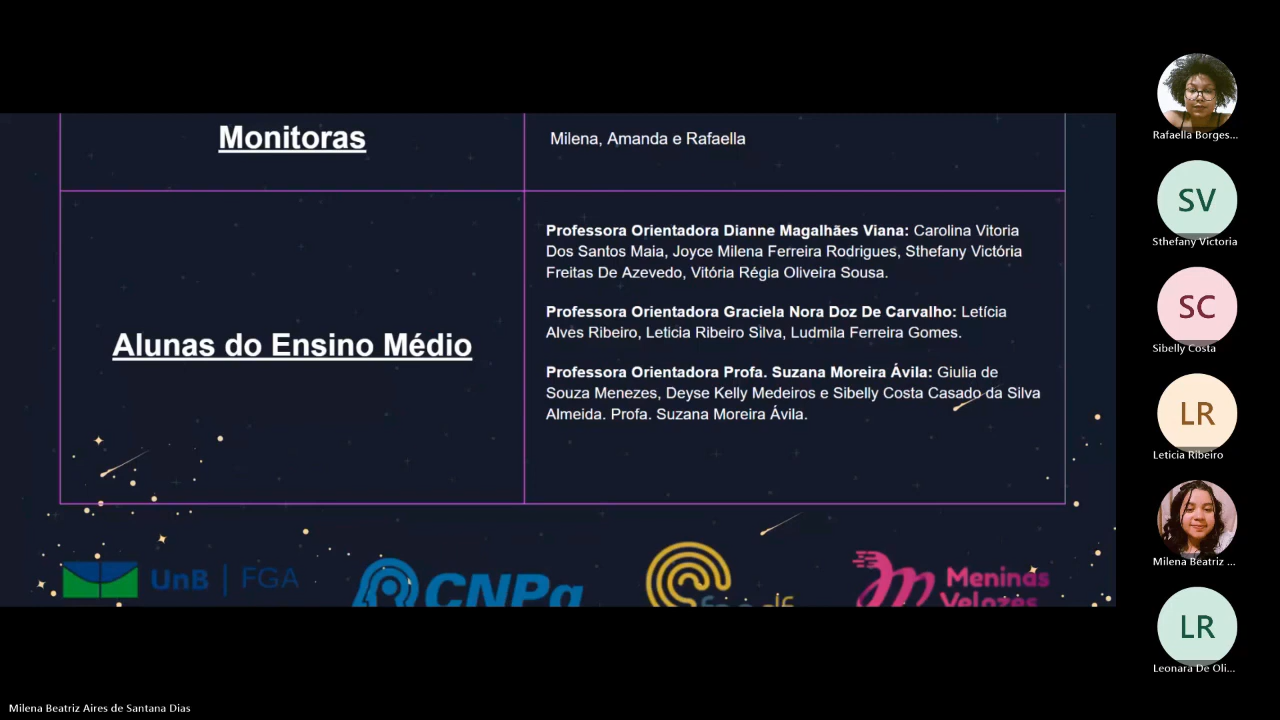 Monitoras
Milena, Amanda e Rafaella
Professora Orientadora Dianne Magalhães Viana: Carolina Vitoria
Dos Santos Maia, Joyce Milena Ferreira Rodrigues, Sthefany Victória
Freitas De Azevedo, Vitória Régia Oliveira Sousa.
Professora Orientadora Graciela Nora Doz De Carvalho: Letícia
Alves Ribeiro, Leticia Ribeiro Silva, Ludmila Ferreira Gomes.
Alunas do Ensino Médio
Professora Orientadora Profa. Suzana Moreira Ávila: Giulia de
Souza Menezes, Deyse Kelly Medeiros e Sibelly Costa Casado da Silva
Almeida. Profa. Suzana Moreira Ávila.
UnB | FGA
CNPq
Meninas
Velozes
Rafaella Borges...
SV
Sthefany Victoria
SC
Sibelly Costa
LR
Leticia Ribeiro
Milena Beatriz ...
LR
Leonara De Oli...
Milena Beatriz Aires de Santana Dias